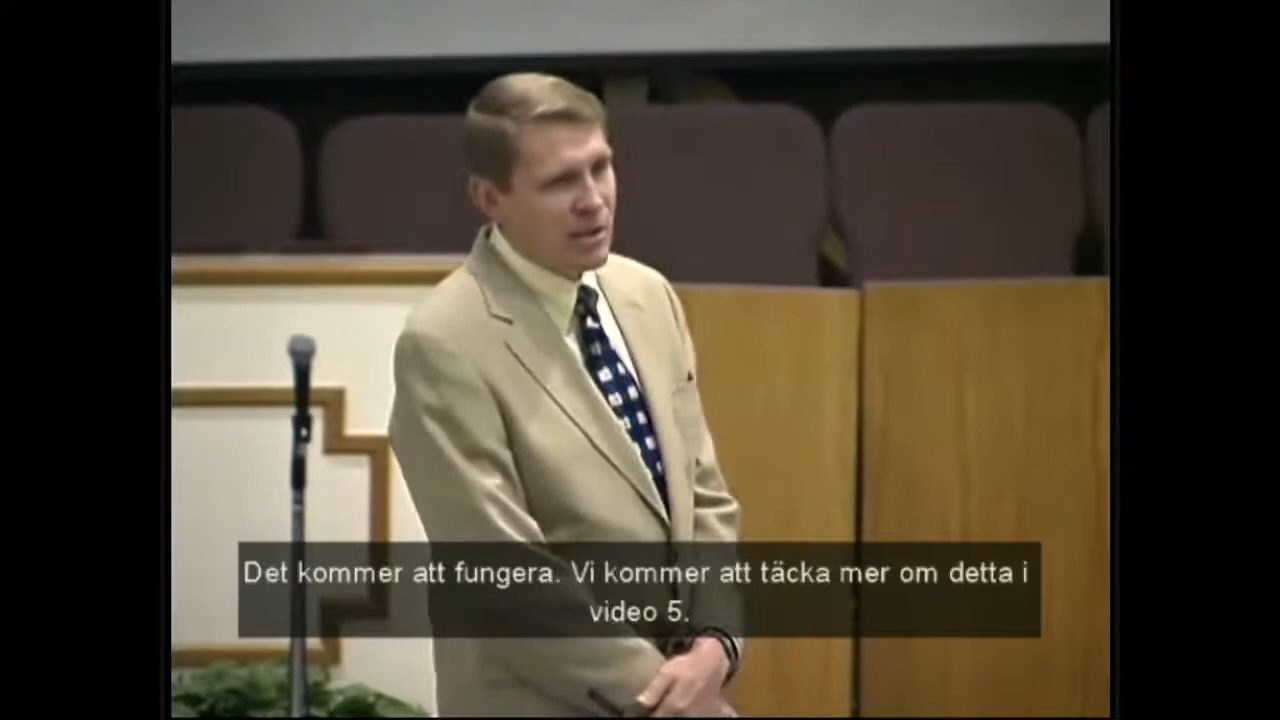 Det kommer att fungera. Vi kommer att täcka mer om detta i
video 5.